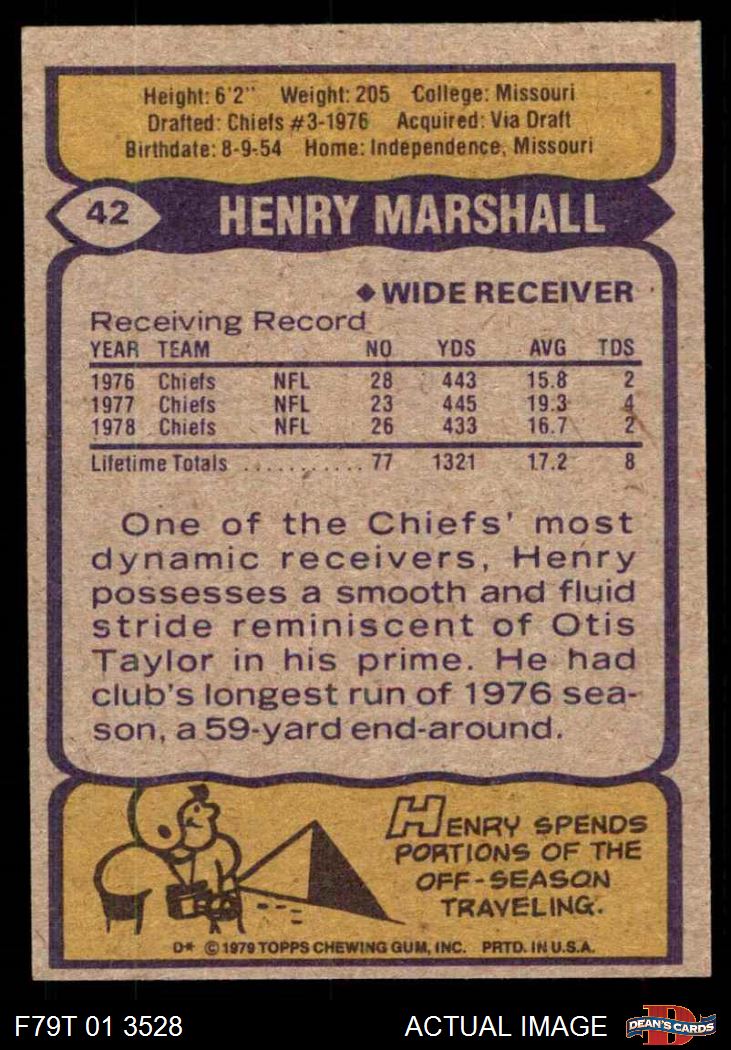 Height: 6'2" Weight: 205 College: Missouri
Drafted: Chiefs #3-1976 Acquired: Via Draft
Birthdate: 8-9-54 Home: Independence, Missouri
42 HENRY MARSHALL
◆ WIDE RECEIVER
Receiving Record
YEAR TEAM NO YDS AVG TDS
1976 Chiefs NFL 28 443 15.8 2
1977 Chiefs NFL 23 445 19.3 4
1978 Chiefs NFL 26 433 16.7 2
Lifetime Totals ........... 77 1321 17.2 8
One of the Chiefs' most
dynamic receivers, Henry
possesses a smooth and fluid
stride reminiscent of Otis
Taylor in his prime. He had
club's longest run of 1976 sea-
son, a 59-yard end-around.
HENRY SPENDS
PORTIONS OF THE
OFF-SEASON
TRAVELING.
D* © 1979 TOPPS CHEWING GUM, INC. PRTD. IN U.S.A.
F79T 01 3528 ACTUAL IMAGE D DEAN'S CARDS